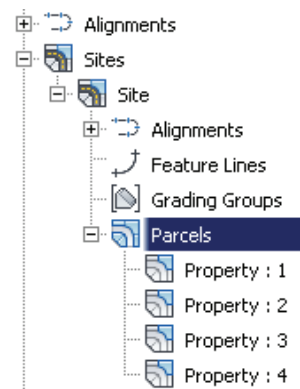 Alignments
Sites
Site
Alignments
Feature Lines
Grading Groups
Parcels
Property : 1
Property : 2
Property : 3
Property : 4